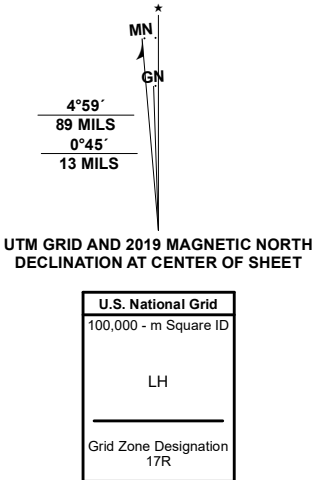 ★
MN
GN
4°59´
89 MILS
0°45´
13 MILS
UTM GRID AND 2019 MAGNETIC NORTH
DECLINATION AT CENTER OF SHEET
U.S. National Grid
100,000 - m Square ID
LH
Grid Zone Designation
17R